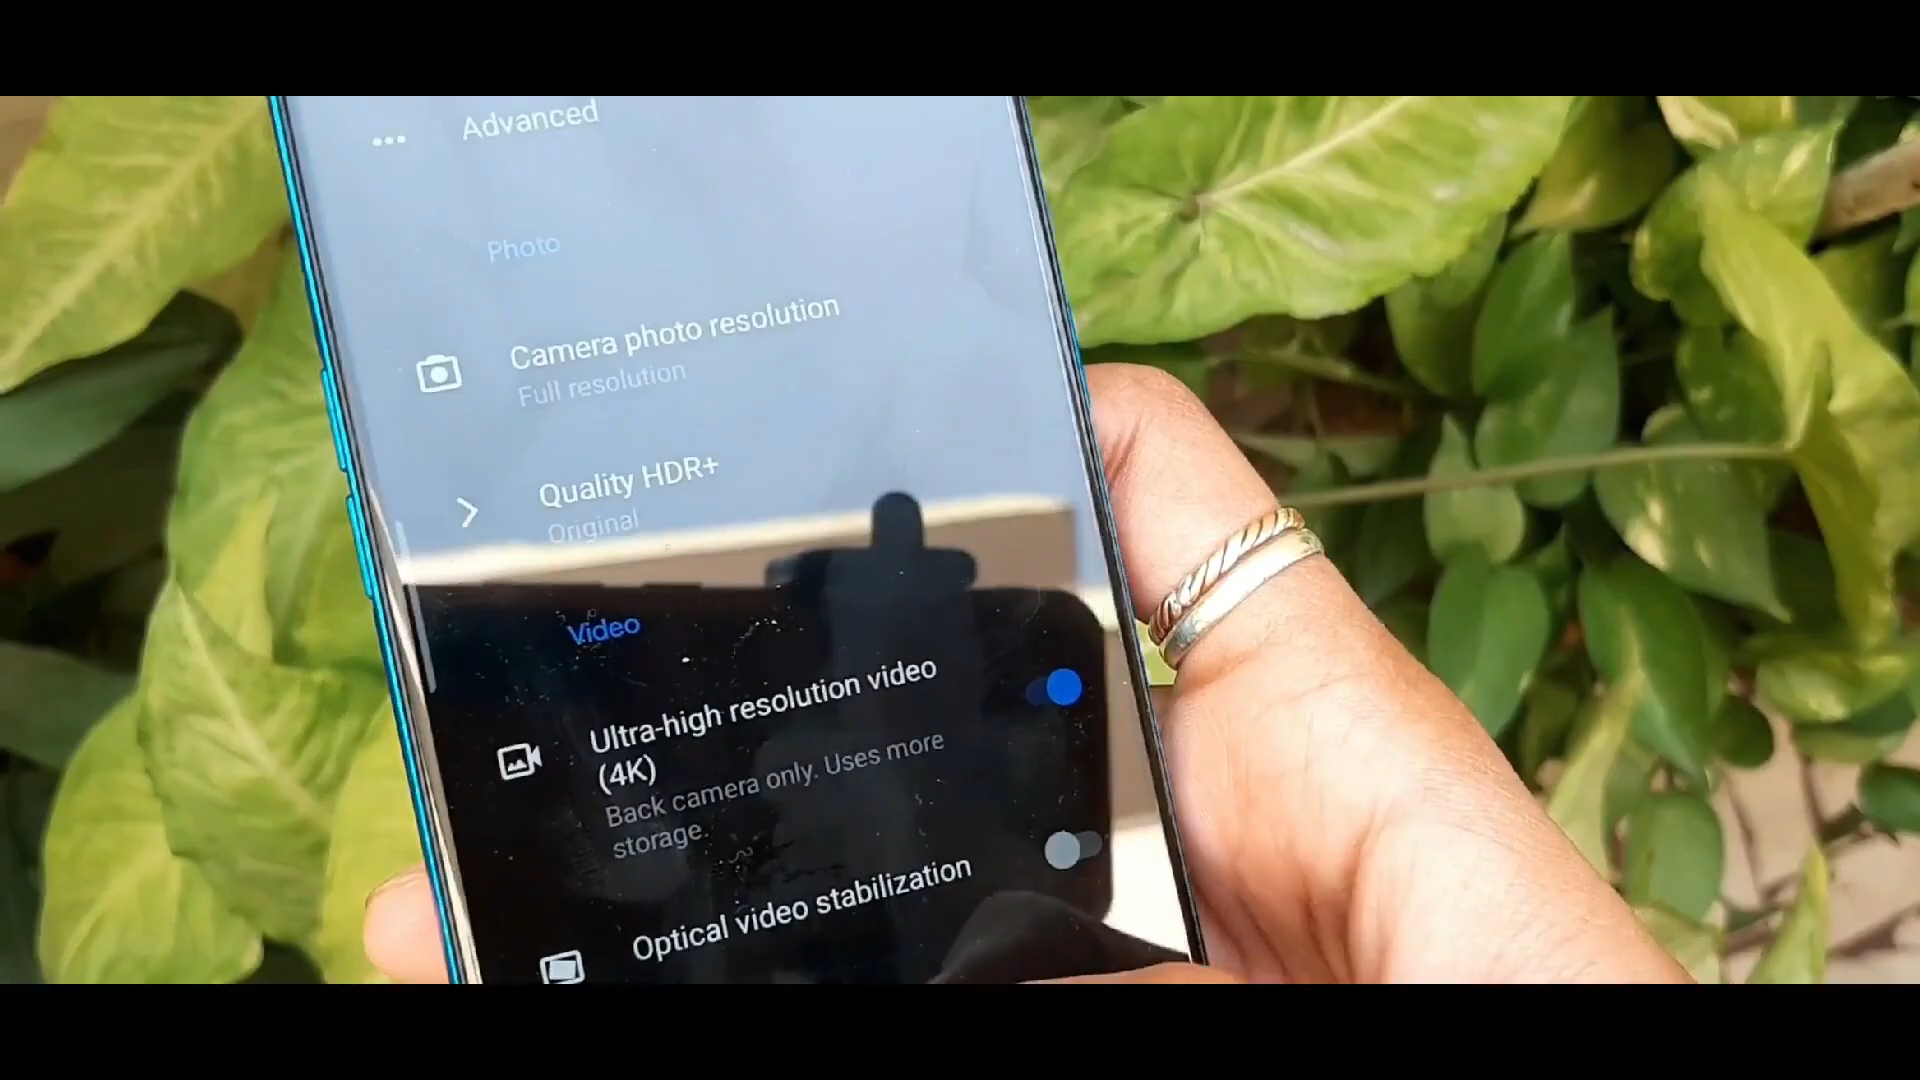 Advanced
Photo
Camera photo resolution
Full resolution
Quality HDR+
Original
Video
Ultra-high resolution video
(4K)
Back camera only. Uses more
storage.
Optical video stabilization